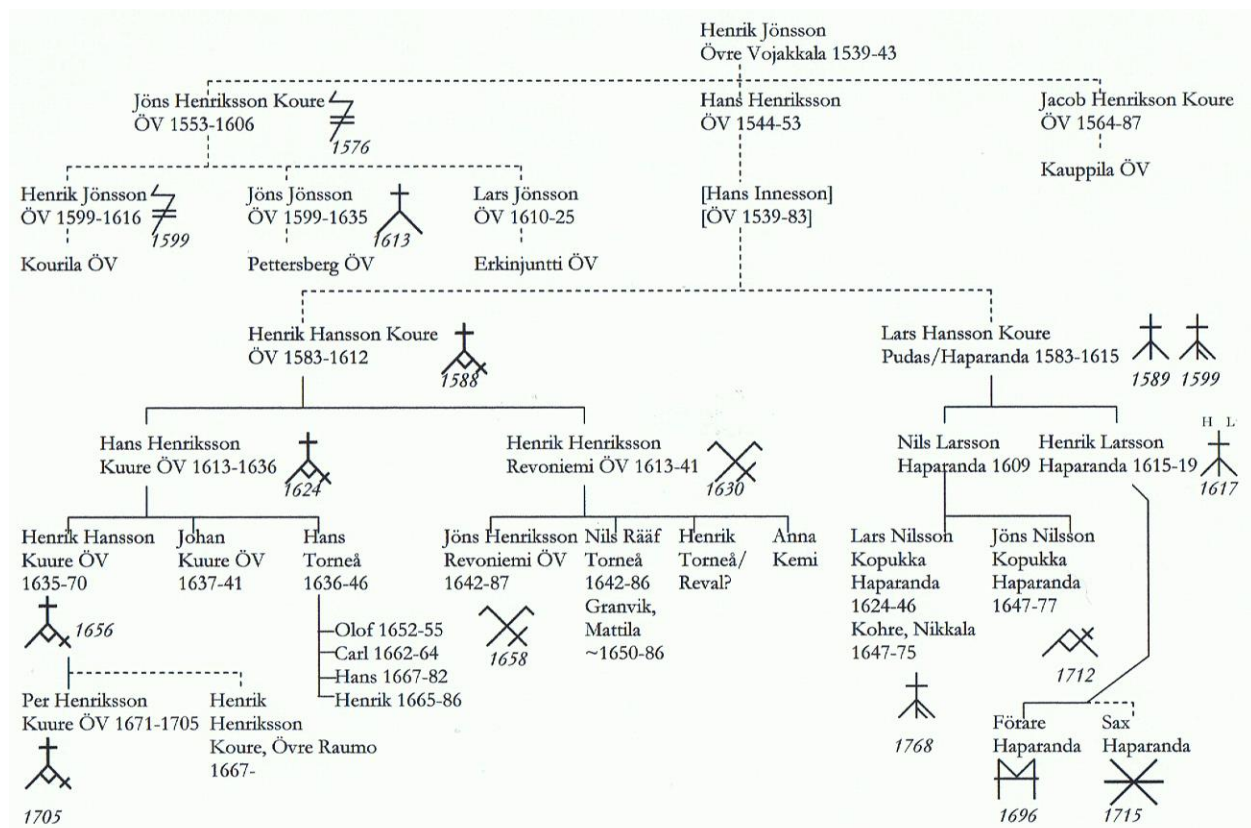 Henrik Jönsson
Övre Vojakkala 1539-43
Jöns Henriksson Koure
ÖV 1553-1606
1576
Hans Henriksson
ÖV 1544-53
Jacob Henrikson Koure
ÖV 1564-87
Kauppila ÖV
Henrik Jönsson
ÖV 1599-1616
1599
Kourila ÖV
Jöns Jönsson
ÖV 1599-1635
1613
Pettersberg ÖV
Lars Jönsson
ÖV 1610-25
Erkinjuntti ÖV
[Hans Innesson]
[ÖV 1539-83]
Henrik Hansson Koure
ÖV 1583-1612
1588
Lars Hansson Koure
Pudas/Haparanda 1583-1615
1589
1599
Hans Henriksson
Kuure ÖV 1613-1636
1624
Henrik Henriksson
Revoniemi ÖV 1613-41
1630
Nils Larsson
Haparanda 1609
Henrik Larsson
Haparanda 1615-19
H L
1617
Henrik Hansson
Kuure ÖV
1635-70
1656
Johan
Kuure ÖV
1637-41
Hans
Torneå
1636-46
Olof 1652-55
Carl 1662-64
Hans 1667-82
Henrik 1665-86
Jöns Henriksson
Revoniemi ÖV
1642-87
1658
Nils Rääf
Torneå
1642-86
Granvik,
Mattila
~1650-86
Henrik
Torneå/
Reval?
Anna
Kemi
Lars Nilsson
Kopukka
Haparanda
1624-46
Kohre, Nikkala
1647-75
1768
Jöns Nilsson
Kopukka
Haparanda
1647-77
1712
Per Henriksson
Kuure ÖV 1671-1705
1705
Henrik
Henriksson
Koure, Övre Raumo
1667-
Förare
Haparanda
1696
Sax
Haparanda
1715